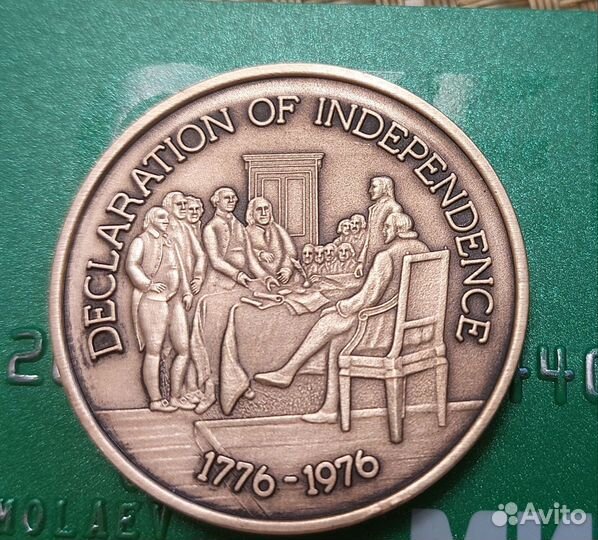 DECLARATION OF INDEPENDENCE
1776-1976
MOLAEV
Avito